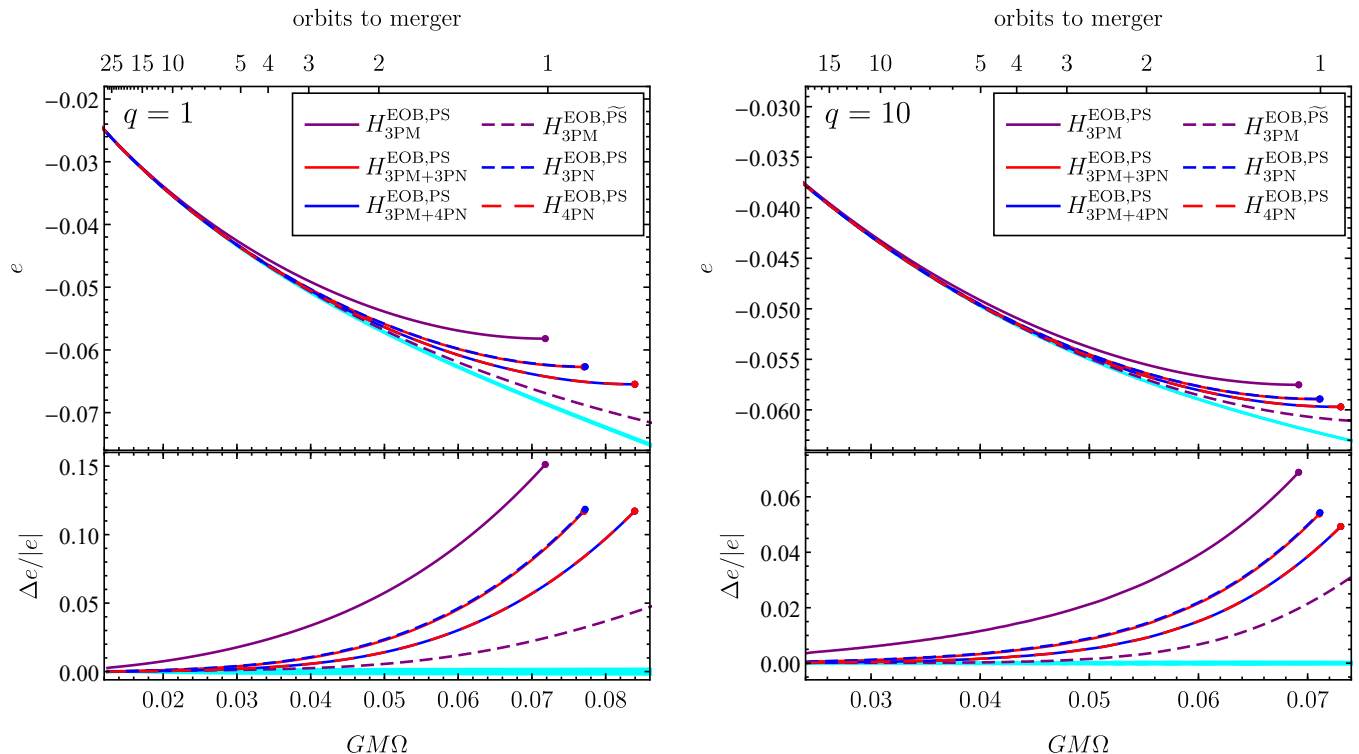 orbits to merger
25 15 10 5 4 3 2 1
−0.02
−0.03
−0.04
−0.05
−0.06
−0.07
e
q = 1
H^{EOB,PS}_{3PM} H^{EOB,\widetilde{PS}}_{3PM}
H^{EOB,PS}_{3PM+3PN} H^{EOB,PS}_{3PN}
H^{EOB,PS}_{3PM+4PN} H^{EOB,PS}_{4PN}
0.15
0.10
0.05
0.00
Δe/|e|
0.02 0.03 0.04 0.05 0.06 0.07 0.08
GMΩ
orbits to merger
15 10 5 4 3 2 1
−0.030
−0.035
−0.040
−0.045
−0.050
−0.055
−0.060
e
q = 10
H^{EOB,PS}_{3PM} H^{EOB,\widetilde{PS}}_{3PM}
H^{EOB,PS}_{3PM+3PN} H^{EOB,PS}_{3PN}
H^{EOB,PS}_{3PM+4PN} H^{EOB,PS}_{4PN}
0.06
0.04
0.02
0.00
Δe/|e|
0.03 0.04 0.05 0.06 0.07
GMΩ